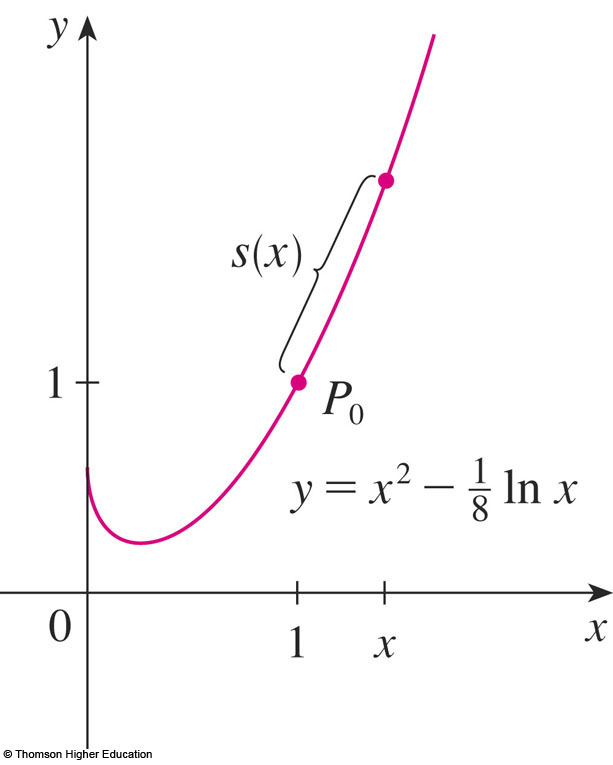 y
s(x)
1
P₀
y = x² − 1/8 ln x
0
1
x
x
© Thomson Higher Education